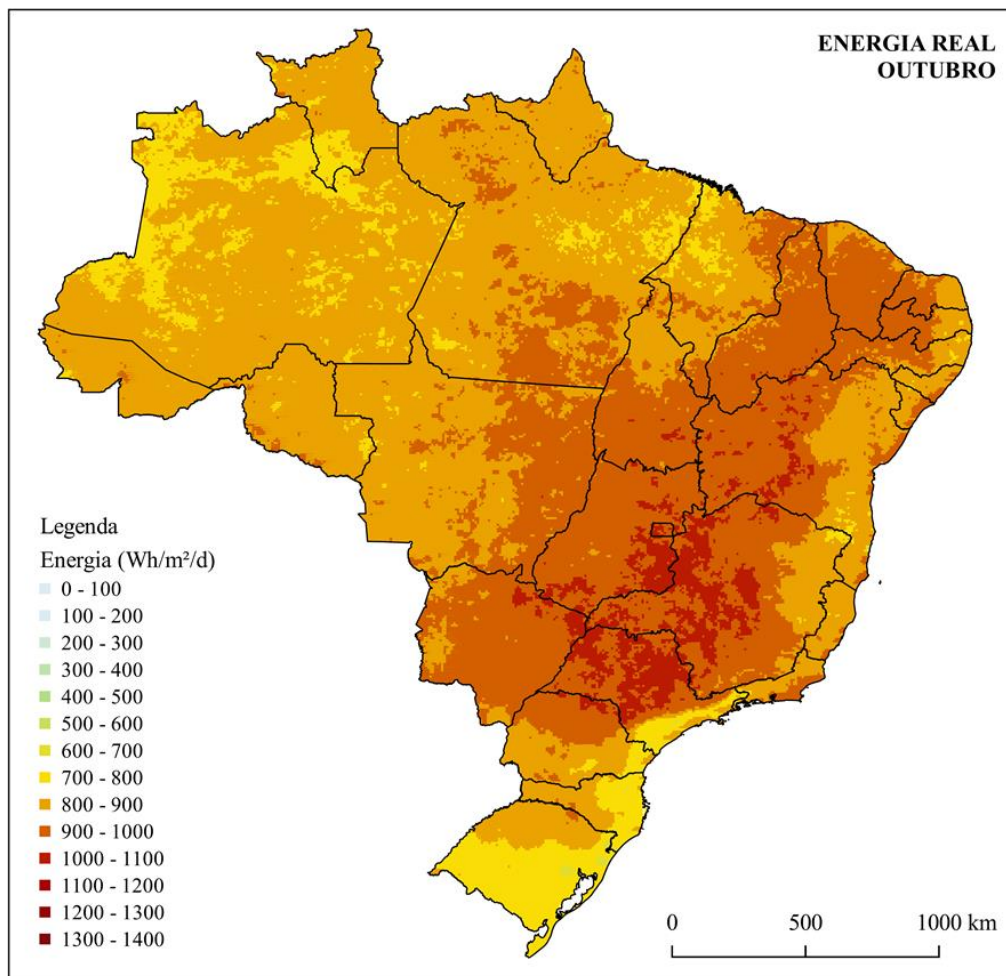 ENERGIA REAL
OUTUBRO
Legenda
Energia (Wh/m²/d)
0 - 100
100 - 200
200 - 300
300 - 400
400 - 500
500 - 600
600 - 700
700 - 800
800 - 900
900 - 1000
1000 - 1100
1100 - 1200
1200 - 1300
1300 - 1400
0 500 1000 km